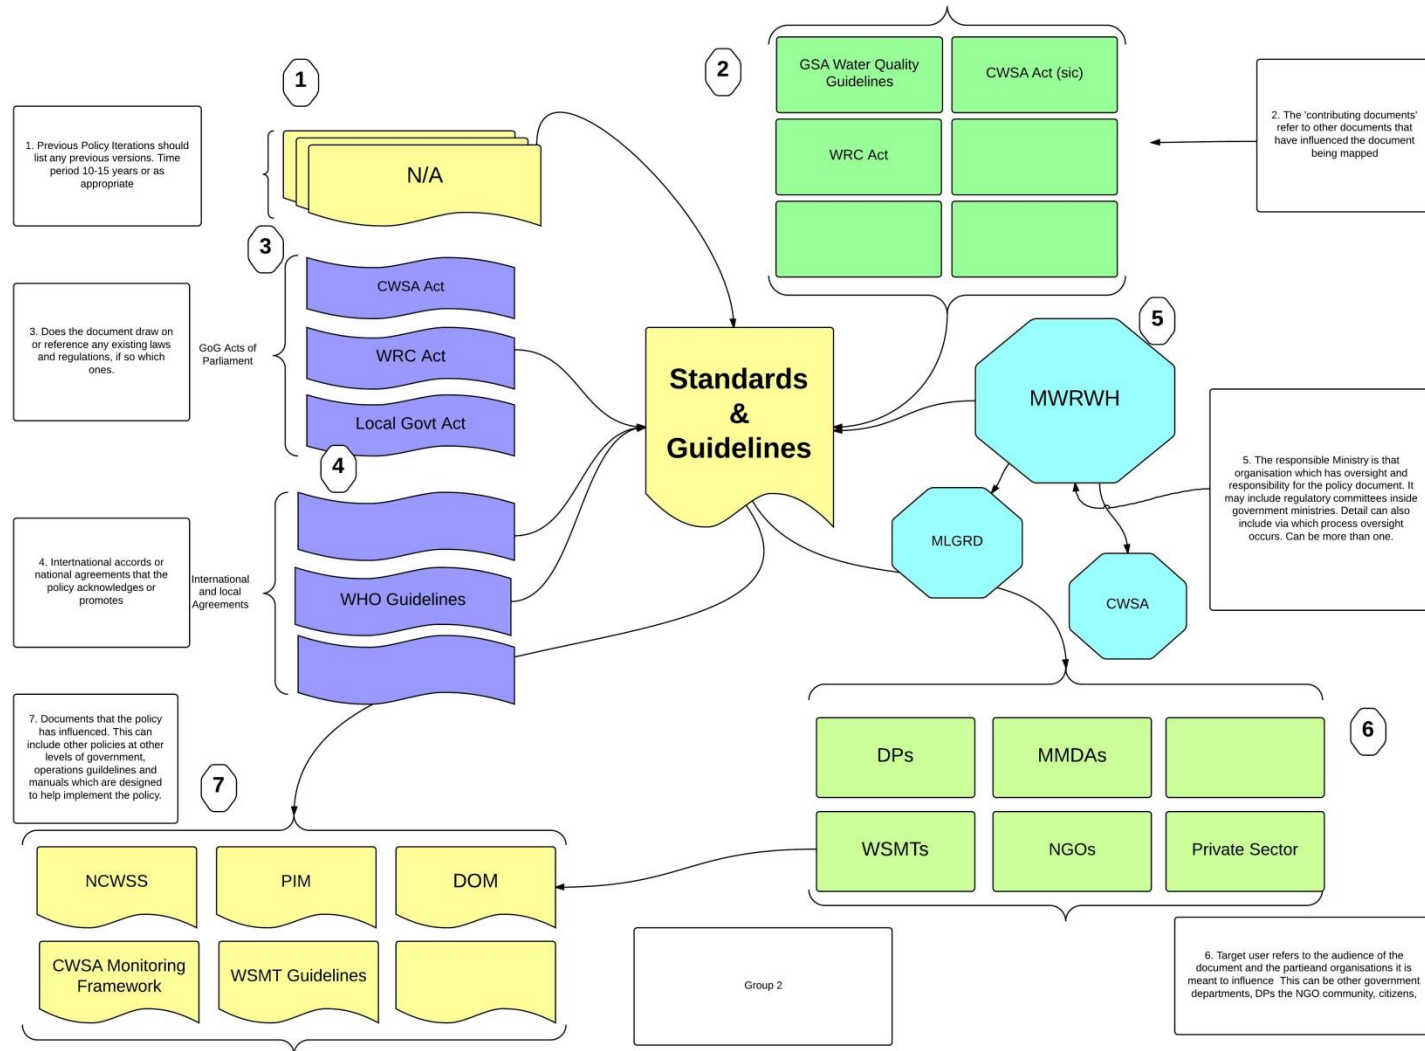 1
2
GSA Water Quality
Guidelines
CWSA Act (sic)
WRC Act
2. The 'contributing documents'
refer to other documents that
have influenced the document
being mapped
1. Previous Policy Iterations should
list any previous versions. Time
period 10-15 years or as
appropriate
N/A
3
CWSA Act
WRC Act
Local Govt Act
GoG Acts of
Parliament
3. Does the document draw on
or reference any existing laws
and regulations, if so which
ones.
Standards
&
Guidelines
5
MWRWH
MLGRD
CWSA
5. The responsible Ministry is that
organisation which has oversight and
responsibility for the policy document. It
may include regulatory committees inside
government ministries. Detail can also
include via which process oversight
occurs. Can be more than one.
4
4. Intertnational accords or
national agreements that the
policy acknowledges or
promotes
International
and local
Agreements
WHO Guidelines
7. Documents that the policy
has influenced. This can
include other policies at other
levels of government,
operations guildelines and
manuals which are designed
to help implement the policy.
7
6
DPs
MMDAs
WSMTs
NGOs
Private Sector
NCWSS
PIM
DOM
CWSA Monitoring
Framework
WSMT Guidelines
Group 2
6. Target user refers to the audience of the
document and the partieand organisations it is
meant to influence  This can be other government
departments, DPs the NGO community, citizens,